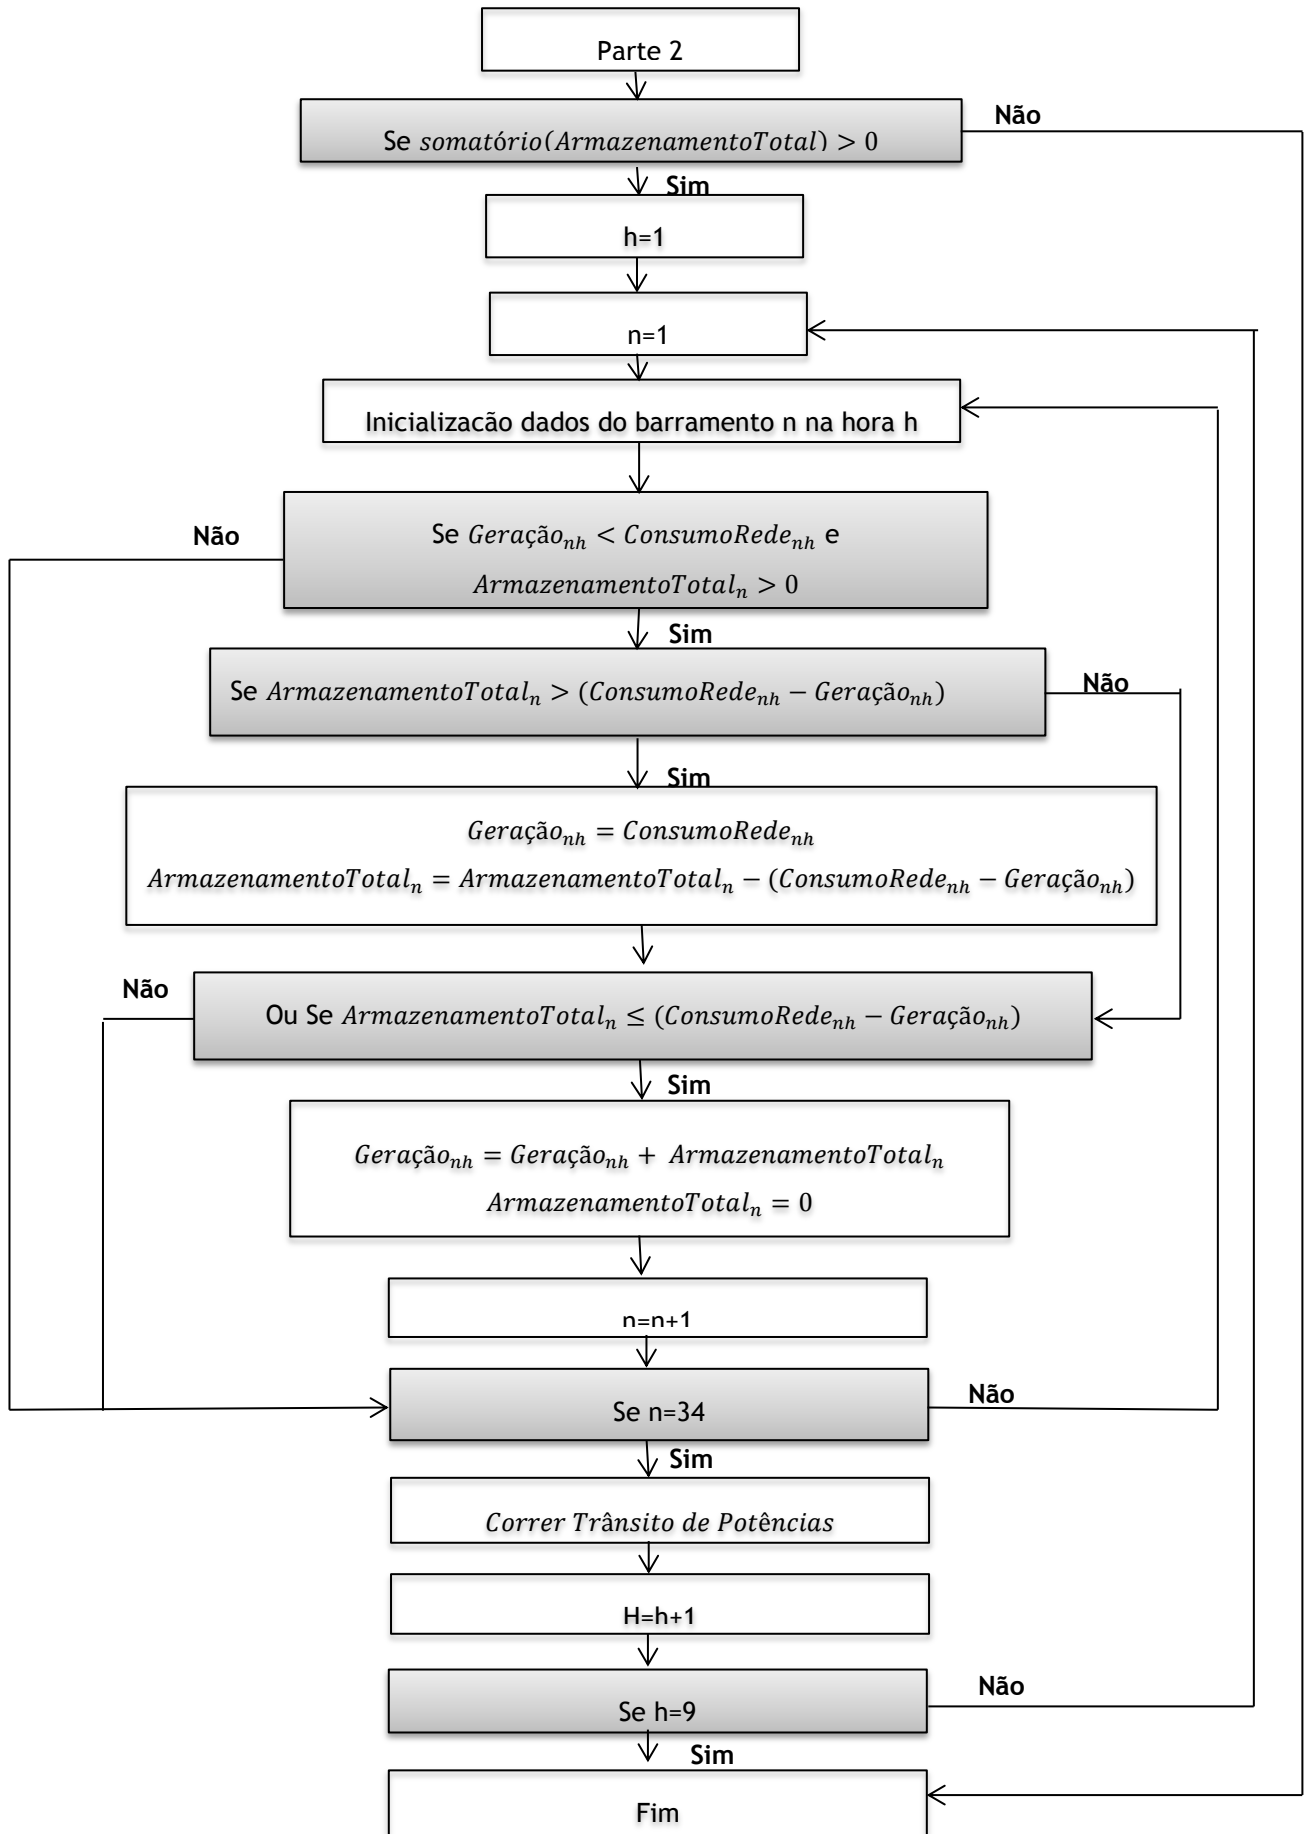 Parte 2
Não
Se somatório(ArmazenamentoTotal) > 0
Sim
h=1
n=1
Inicializacão dados do barramento n na hora h
Não
Se Geração_nh < ConsumoRede_nh e
ArmazenamentoTotal_n > 0
Sim
Se ArmazenamentoTotal_n > (ConsumoRede_nh − Geração_nh)
Não
Sim
Geração_nh = ConsumoRede_nh
ArmazenamentoTotal_n = ArmazenamentoTotal_n − (ConsumoRede_nh − Geração_nh)
Não
Ou Se ArmazenamentoTotal_n ≤ (ConsumoRede_nh − Geração_nh)
Sim
Geração_nh = Geração_nh + ArmazenamentoTotal_n
ArmazenamentoTotal_n = 0
n=n+1
Não
Se n=34
Sim
Correr Trânsito de Potências
H=h+1
Não
Se h=9
Sim
Fim